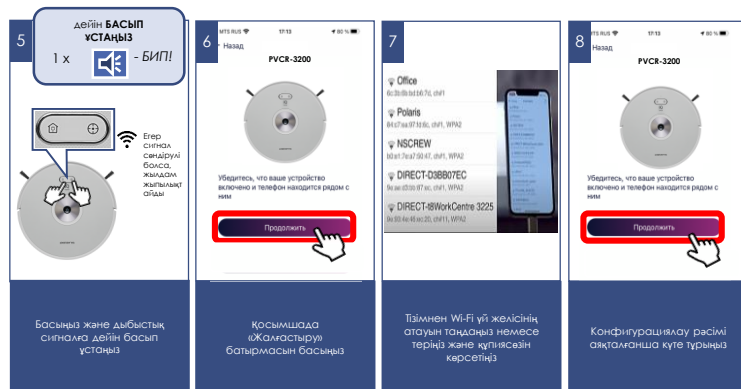 5
дейін БАСЫП
ҰСТАҢЫЗ
1 x
- БИП!
Егер
сигнал
сөндірулі
болса,
жылдам
жыпылықт
айды
Басыңыз және дыбыстық
сигналға дейін басып
ұстаңыз
6
MTS RUS 17:13 80 %
Назад
PVCR-3200
Убедитесь, что ваше устройство
включено и телефон находится рядом с
ним
Продолжить
Қосымшада
«Жалғастыру»
батырмасын басыңыз
7
Office
Polaris
NSCREW
DIRECT-D3BB07EC
DIRECT-t8WorkCentre 3225
Тізімнен Wi-Fi үй желісінің
атауын таңдаңыз немесе
теріңіз және құпиясөзін
көрсетіңіз
8
MTS RUS 17:13 80 %
Назад
PVCR-3200
Убедитесь, что ваше устройство
включено и телефон находится рядом с
ним
Продолжить
Конфигурациялау рәсімі
аяқталғанша күте тұрыңыз